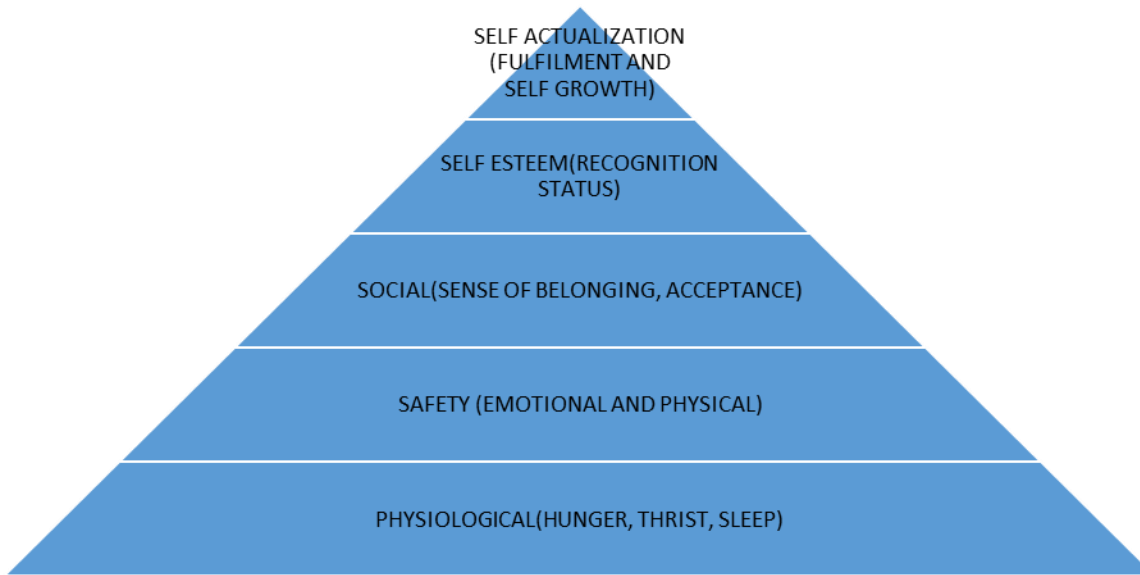 SELF ACTUALIZATION
(FULFILMENT AND
SELF GROWTH)
SELF ESTEEM(RECOGNITION
STATUS)
SOCIAL(SENSE OF BELONGING, ACCEPTANCE)
SAFETY (EMOTIONAL AND PHYSICAL)
PHYSIOLOGICAL(HUNGER, THRIST, SLEEP)